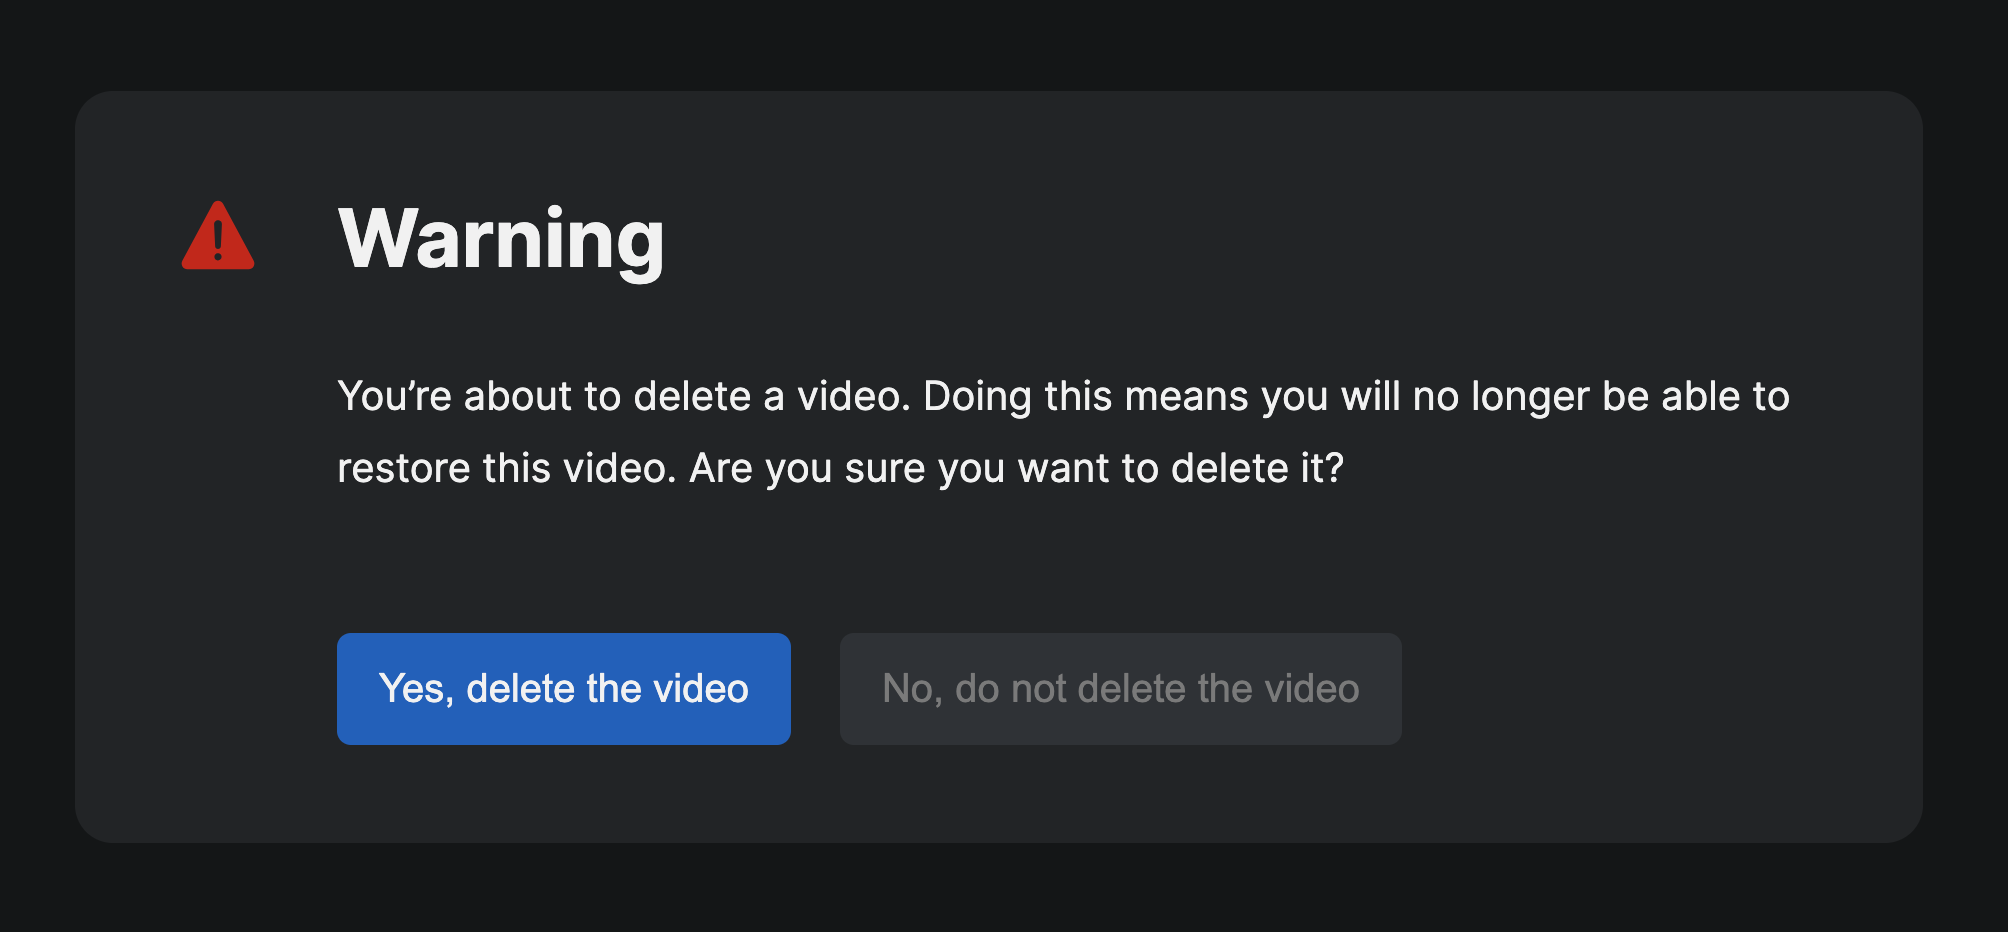 Warning
You’re about to delete a video. Doing this means you will no longer be able to
restore this video. Are you sure you want to delete it?
Yes, delete the video
No, do not delete the video